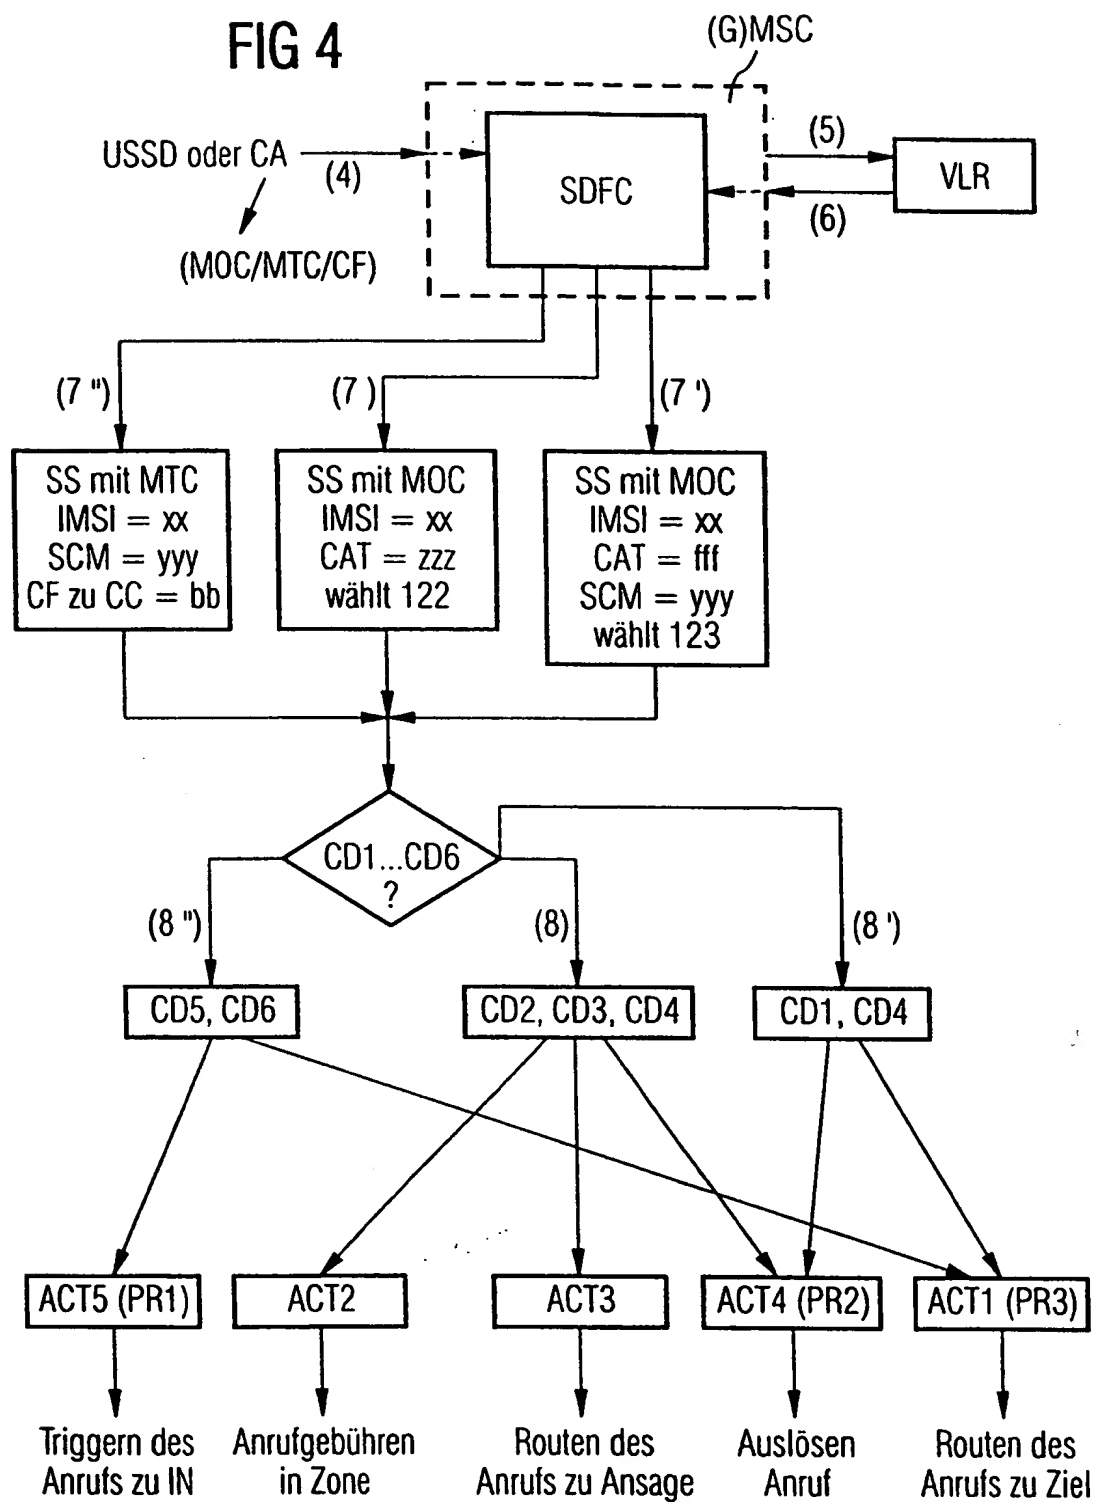 FIG 4
(G)MSC
USSD oder CA
(4)
SDFC
(5)
(6)
VLR
(MOC/MTC/CF)
(7 ")
(7 )
(7 ')
SS mit MTC
IMSI = xx
SCM = yyy
CF zu CC = bb
SS mit MOC
IMSI = xx
CAT = zzz
wählt 122
SS mit MOC
IMSI = xx
CAT = fff
SCM = yyy
wählt 123
CD1...CD6
?
(8 ")
(8)
(8 ')
CD5, CD6
CD2, CD3, CD4
CD1, CD4
ACT5 (PR1)
ACT2
ACT3
ACT4 (PR2)
ACT1 (PR3)
Triggern des
Anrufs zu IN
Anrufgebühren
in Zone
Routen des
Anrufs zu Ansage
Auslösen
Anruf
Routen des
Anrufs zu Ziel